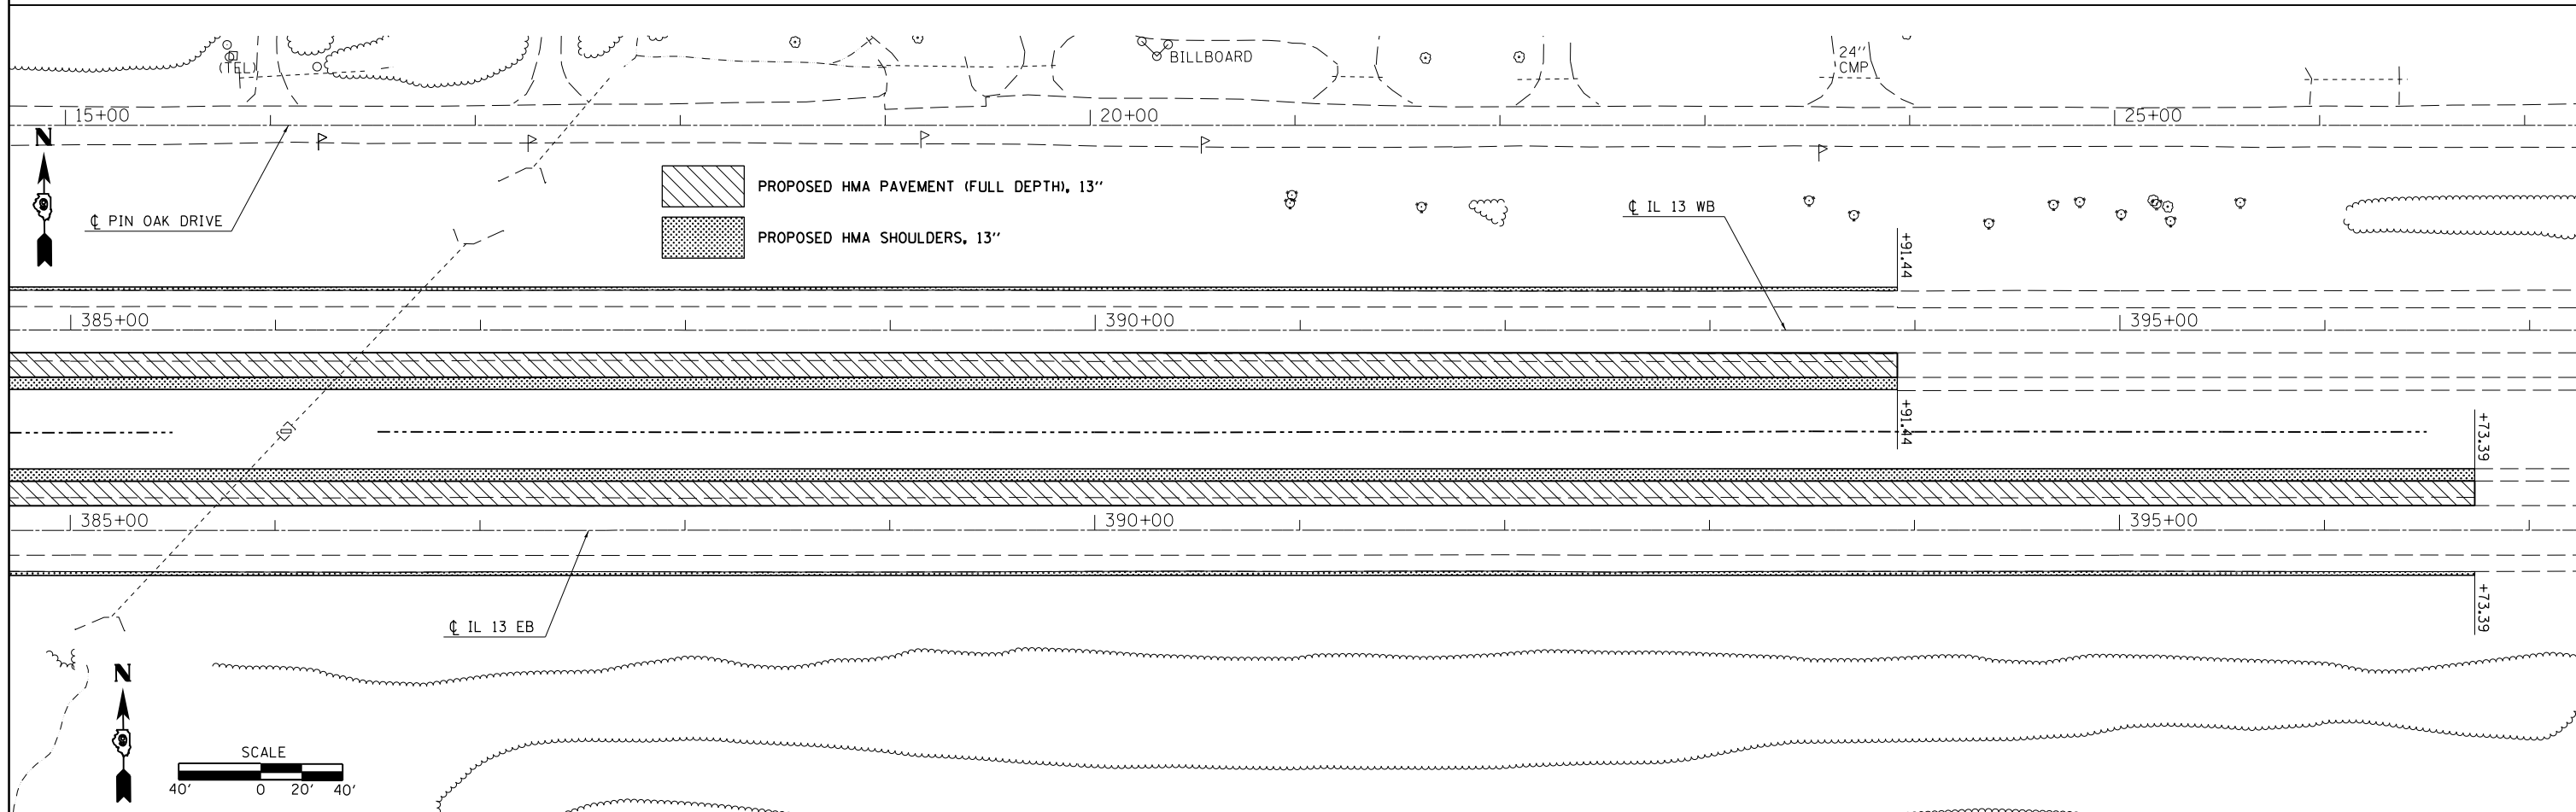 BILLBOARD
24"
CMP
(TEL)
15+00
20+00
25+00
N
PROPOSED HMA PAVEMENT (FULL DEPTH), 13"
℄ PIN OAK DRIVE
℄ IL 13 WB
PROPOSED HMA SHOULDERS, 13"
+91.44
385+00
390+00
395+00
+91.44
+73.39
385+00
390+00
395+00
+73.39
℄ IL 13 EB
N
SCALE
40' 0 20' 40'